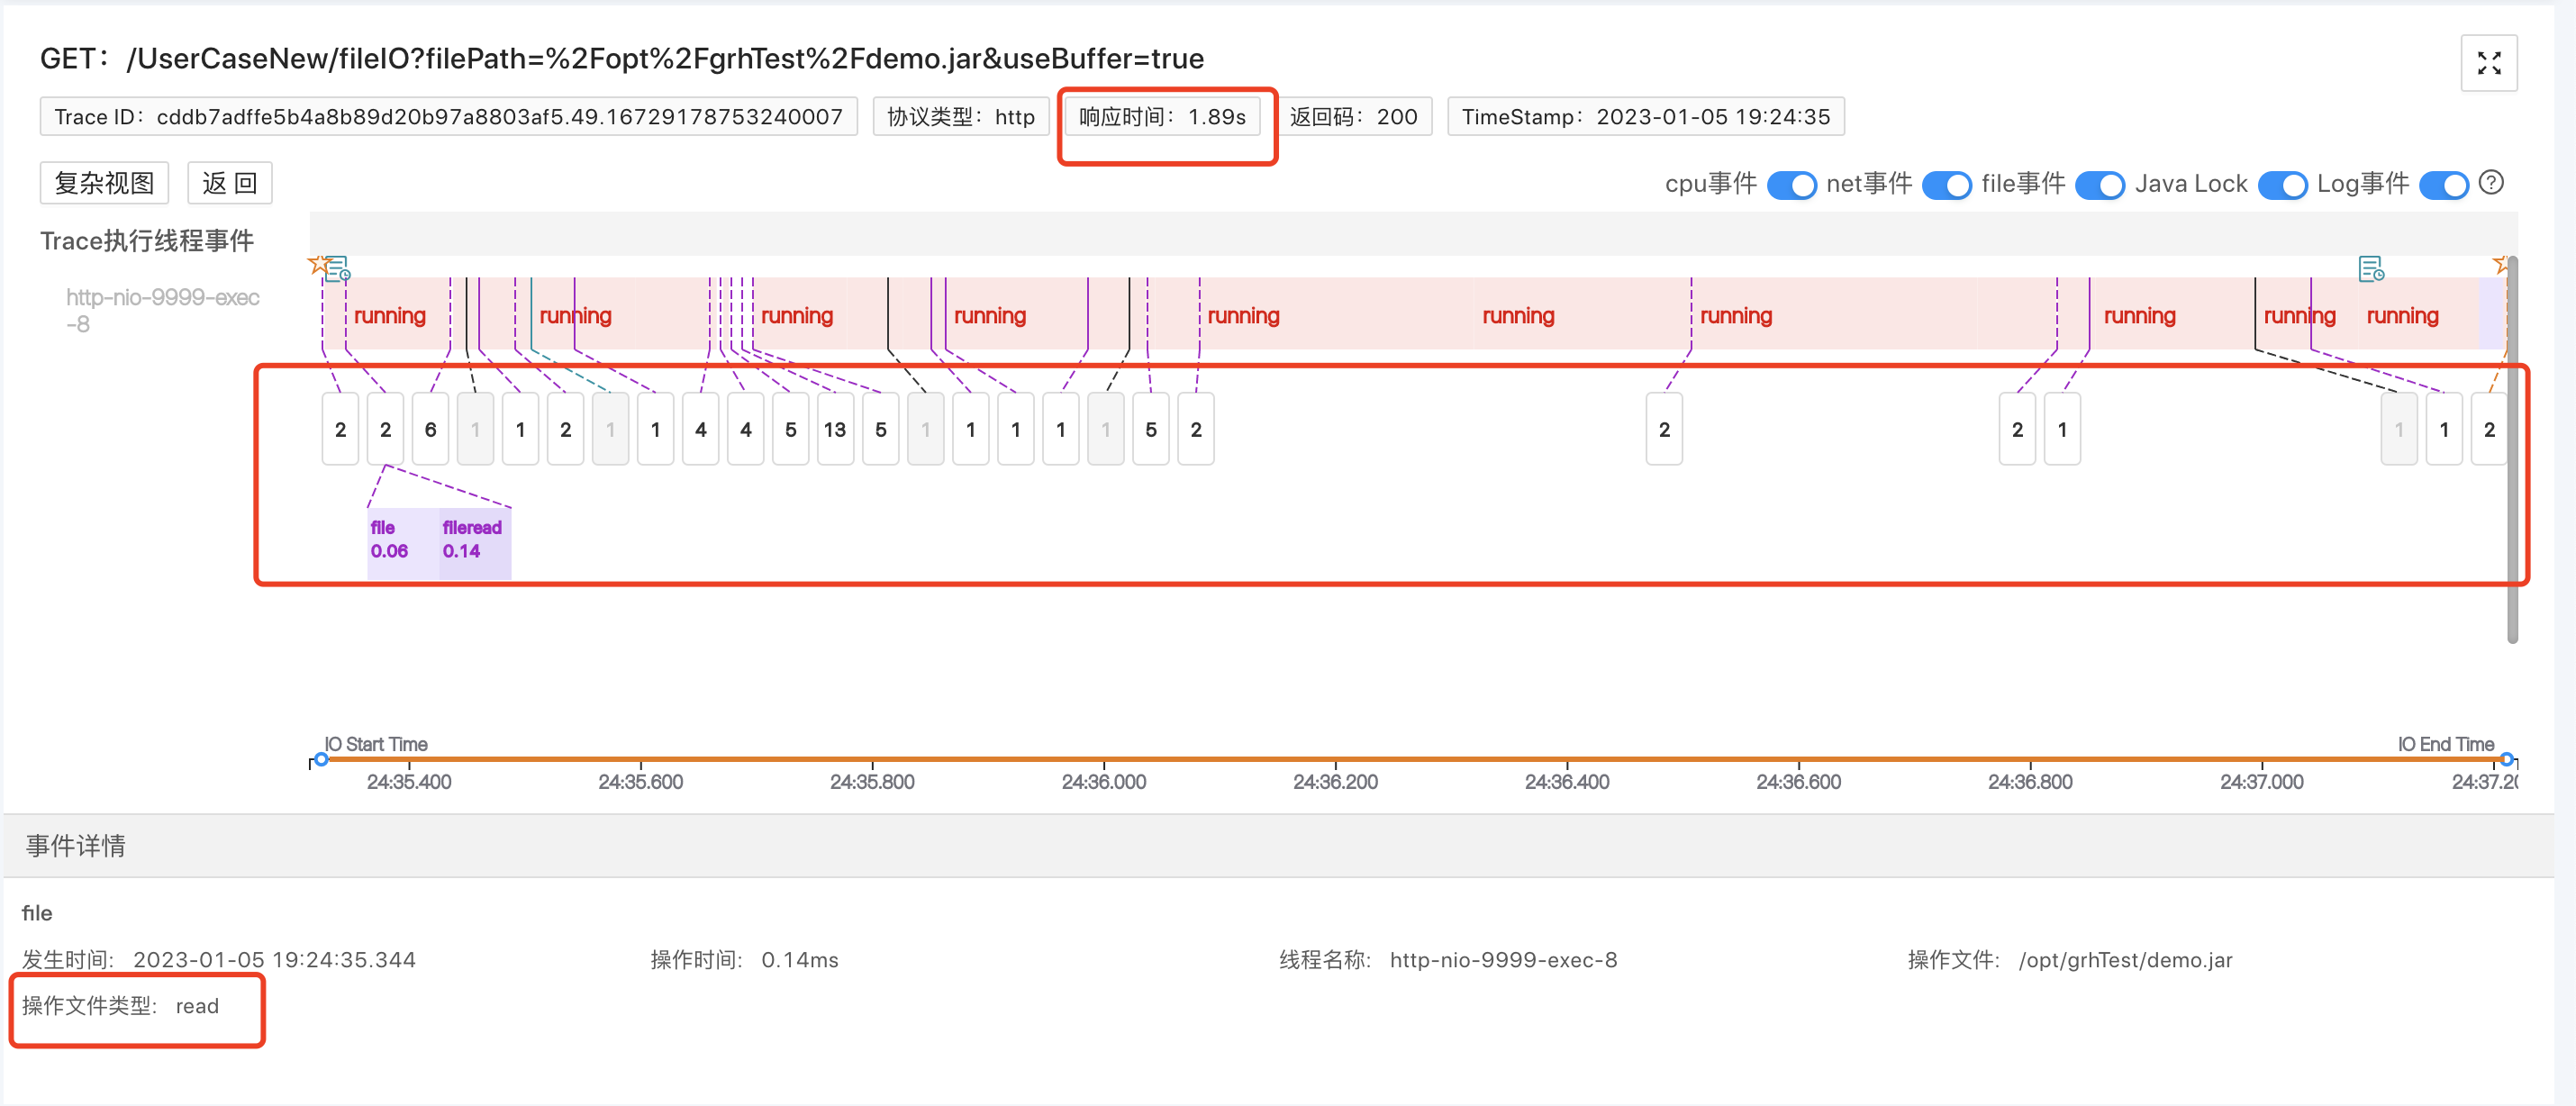 GET：/UserCaseNew/fileIO?filePath=%2Fopt%2FgrhTest%2Fdemo.jar&useBuffer=true
Trace ID：cddb7adffe5b4a8b89d20b97a8803af5.49.16729178753240007 协议类型：http 响应时间：1.89s 返回码：200 TimeStamp：2023-01-05 19:24:35
复杂视图 返 回 cpu事件 net事件 file事件 Java Lock Log事件 ?
Trace执行线程事件
http-nio-9999-exec
-8
running running running running running running running running running running
2 2 6 1 1 2 1 1 4 4 5 13 5 1 1 1 1 1 5 2 2 2 1 1 1 2
file fileread
0.06 0.14
IO Start Time IO End Time
24:35.400 24:35.600 24:35.800 24:36.000 24:36.200 24:36.400 24:36.600 24:36.800 24:37.000 24:37.20
事件详情
file
发生时间: 2023-01-05 19:24:35.344 操作时间: 0.14ms 线程名称: http-nio-9999-exec-8 操作文件: /opt/grhTest/demo.jar
操作文件类型: read